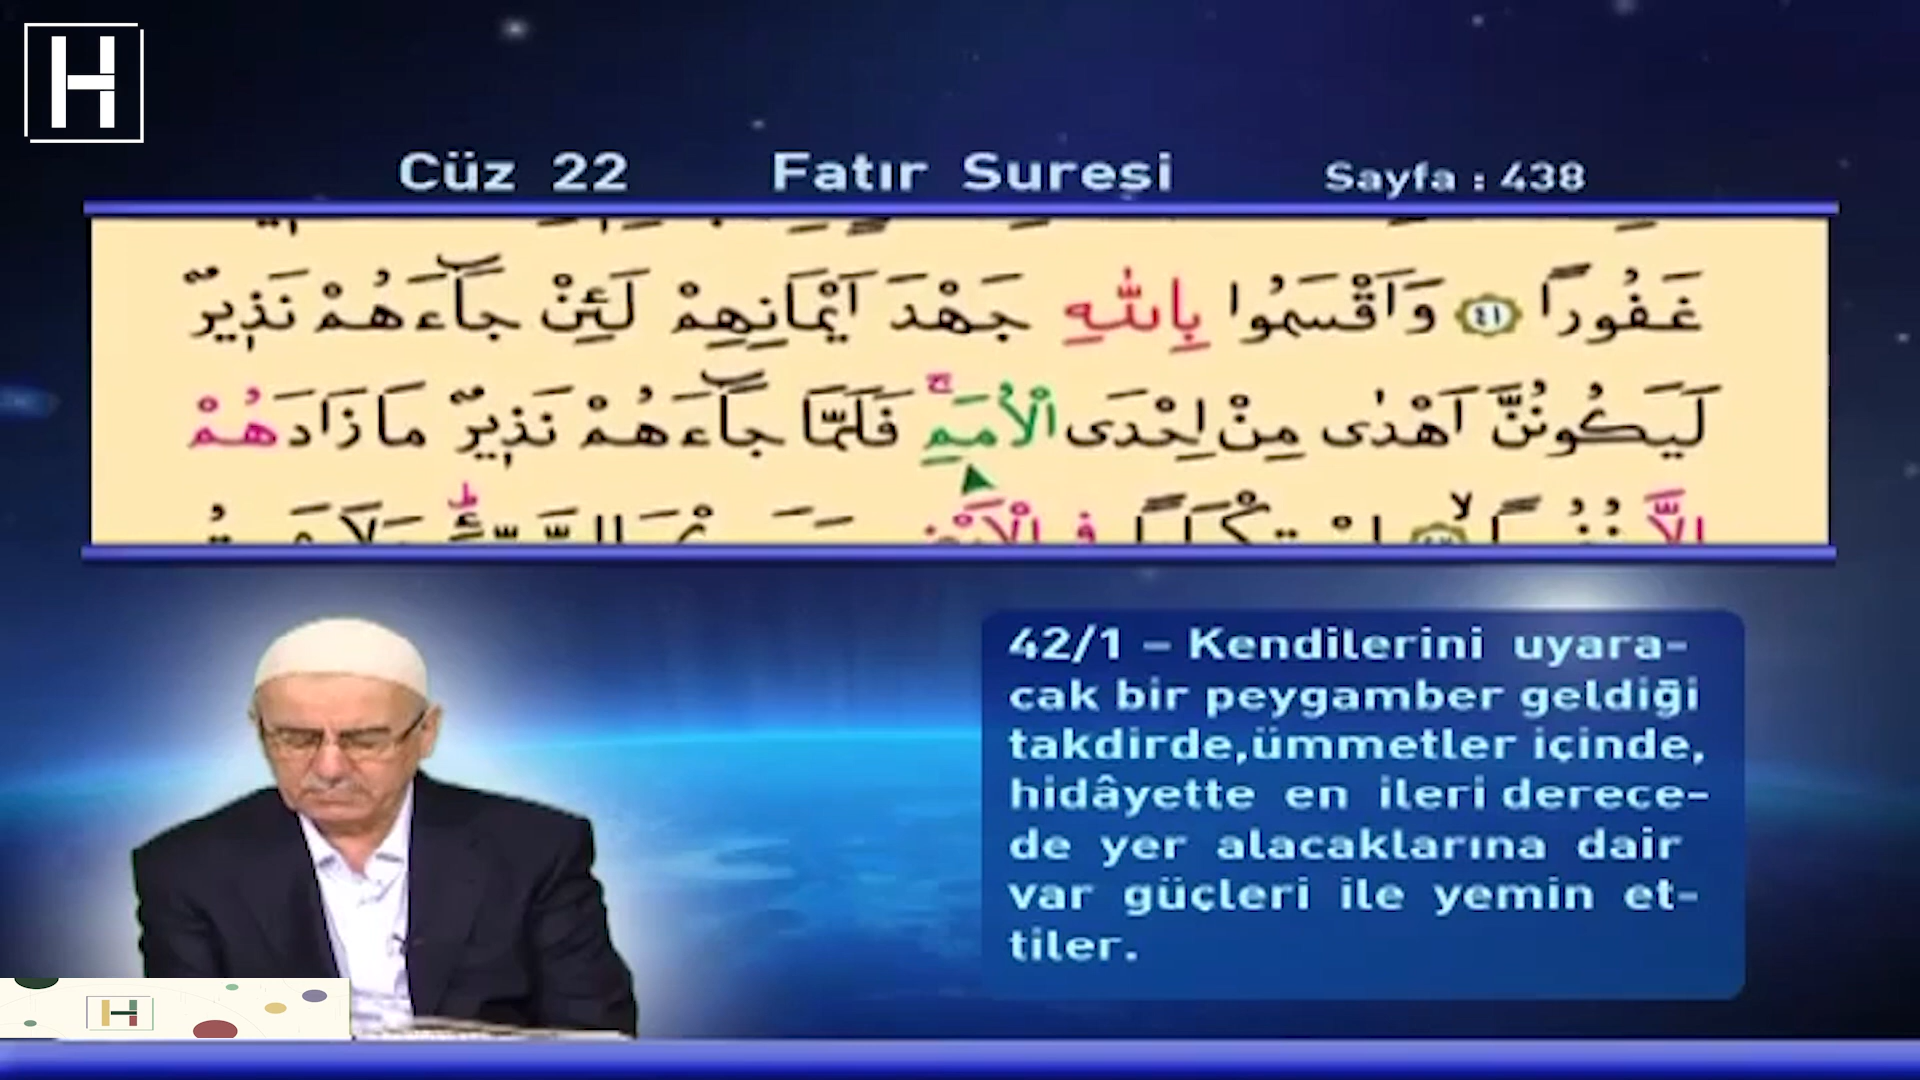 H
Cüz 22 Fatır Suresi Sayfa : 438
غَفُورًا ﴿٤١﴾ وَاَقْسَمُوا بِاللّٰهِ جَهْدَ اَيْمَانِهِمْ لَئِنْ جَٓاءَهُمْ نَذ۪يرٌ
لَيَكُونُنَّ اَهْدٰى مِنْ اِحْدَى الْاُمَمِۚ فَلَمَّا جَٓاءَهُمْ نَذ۪يرٌ مَا زَادَهُمْ
42/1 – Kendilerini uyara-
cak bir peygamber geldiği
takdirde,ümmetler içinde,
hidâyette en ileri derece-
de yer alacaklarına dair
var güçleri ile yemin et-
tiler.
H